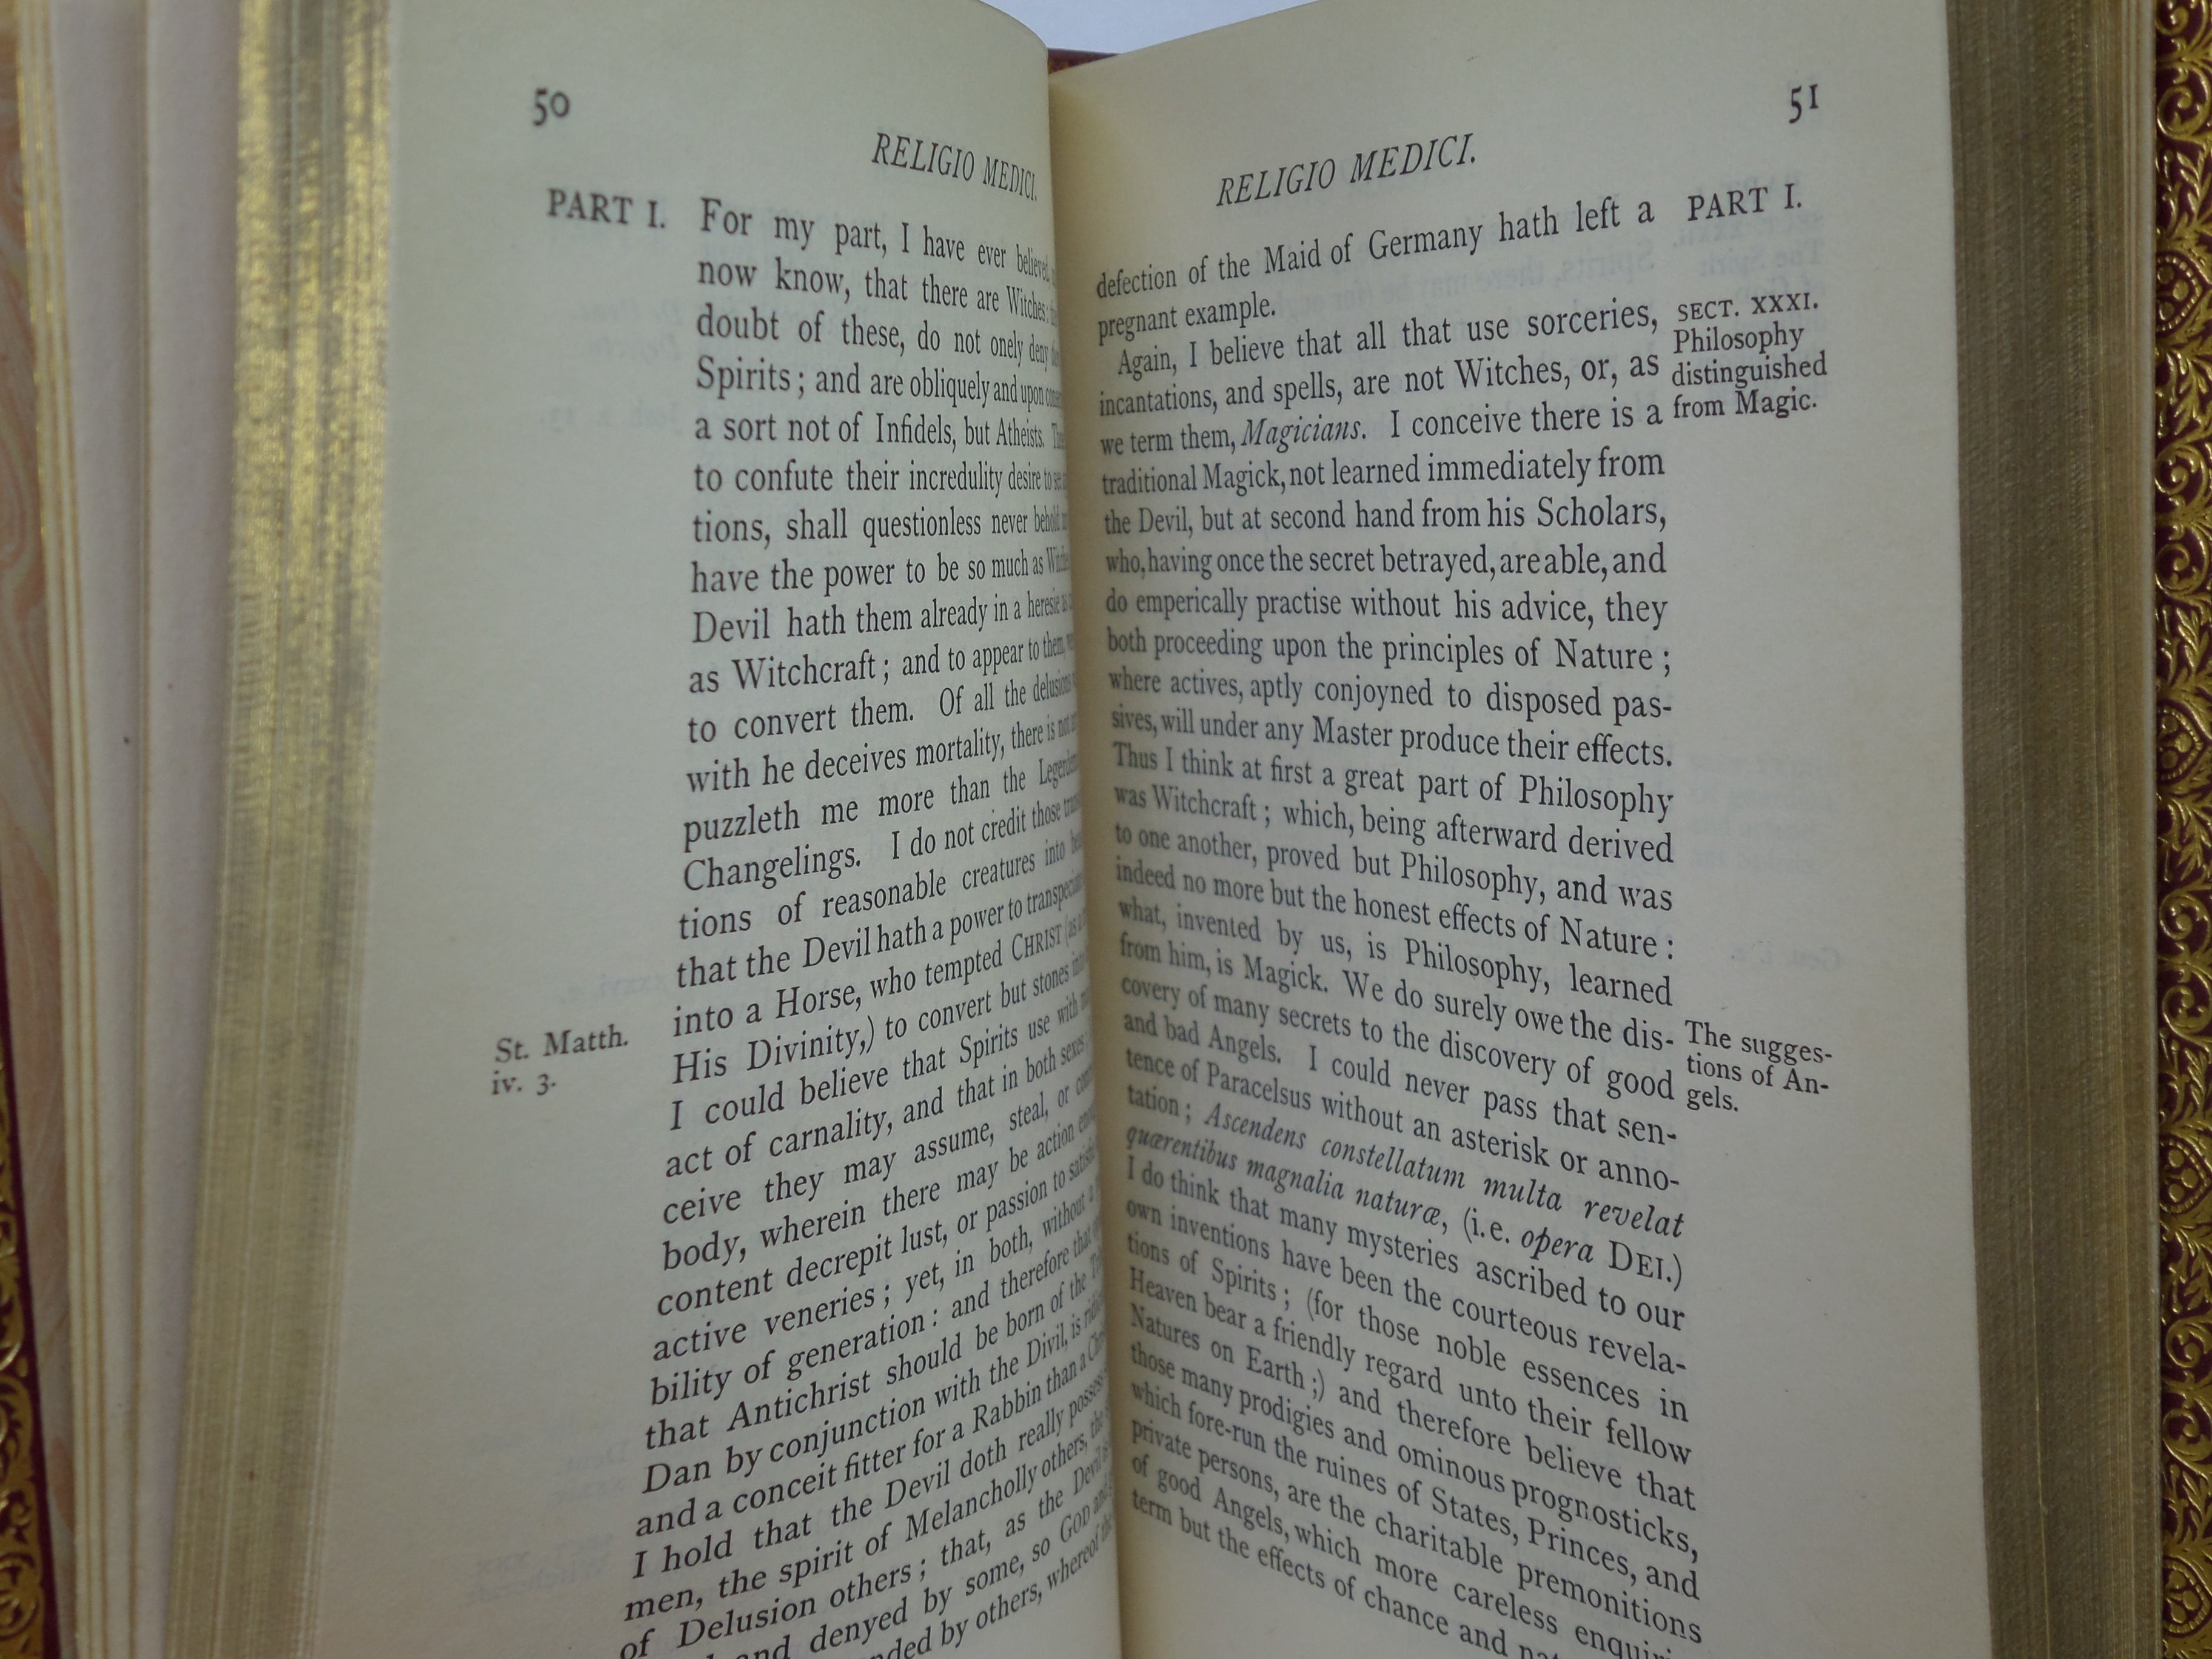 50
RELIGIO MEDICI.
PART I.
For my part, I have ever believed,
now know, that there are Witches:
doubt of these, do not onely deny
Spirits; and are obliquely and upon
a sort not of Infidels, but Atheists.
to confute their incredulity desire to
tions, shall questionless never behold
have the power to be so much as
Devil hath them already in a heresie
as Witchcraft; and to appear to them,
to convert them. Of all the delusions
with he deceives mortality, there is not
puzzleth me more than the
Changelings. I do not credit those
tions of reasonable creatures into
that the Devil hath a power to
into a Horse, who tempted CHRIST (as a
His Divinity,) to convert but stones
I could believe that Spirits use with
act of carnality, and that in both sexes
ceive they may assume, steal, or
body, wherein there may be action
content decrepit lust, or passion to
active veneries; yet, in both, without a
bility of generation: and therefore that
that Antichrist should be born of the
Dan by conjunction with the Divil, is
and a conceit fitter for a Rabbin than a
I hold that the Devil doth really possess
men, the spirit of Melancholly others, the
of Delusion others; that, as the Devil is
and denyed by some, so GOD and
by others, whereof the
St. Matth.
iv. 3.
51
RELIGIO MEDICI.
PART I.
defection of the Maid of Germany hath left a
pregnant example.
Again, I believe that all that use sorceries,
incantations, and spells, are not Witches, or, as
we term them, Magicians. I conceive there is a
traditional Magick, not learned immediately from
the Devil, but at second hand from his Scholars,
who, having once the secret betrayed, are able, and
do emperically practise without his advice, they
both proceeding upon the principles of Nature;
where actives, aptly conjoyned to disposed pas-
sives, will under any Master produce their effects.
Thus I think at first a great part of Philosophy
was Witchcraft; which, being afterward derived
to one another, proved but Philosophy, and was
indeed no more but the honest effects of Nature:
what, invented by us, is Philosophy, learned
from him, is Magick. We do surely owe the dis-
covery of many secrets to the discovery of good
and bad Angels. I could never pass that sen-
tence of Paracelsus without an asterisk or anno-
tation; Ascendens constellatum multa revelat
quærentibus magnalia naturæ, (i.e. opera DEI.)
I do think that many mysteries ascribed to our
own inventions have been the courteous revela-
tions of Spirits; (for those noble essences in
Heaven bear a friendly regard unto their fellow
Natures on Earth;) and therefore believe that
those many prodigies and ominous prognosticks,
which fore-run the ruines of States, Princes, and
private persons, are the charitable premonitions
of good Angels, which more careless
term but the effects of chance and
SECT. XXXI.
Philosophy
distinguished
from Magic.
The sugges-
tions of An-
gels.